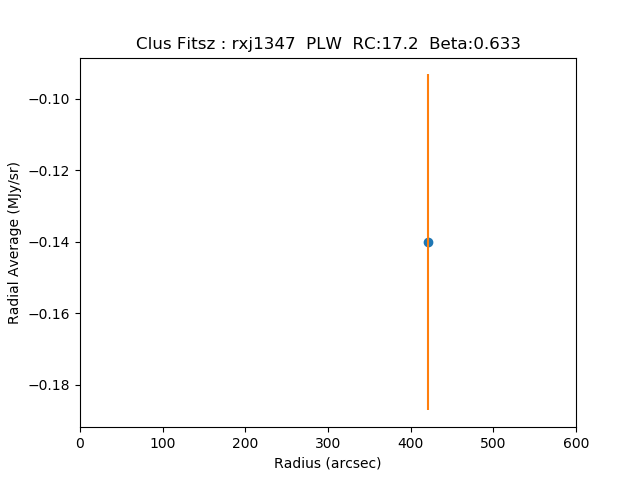 Clus Fitsz : rxj1347  PLW  RC:17.2  Beta:0.633
Radial Average (MJy/sr)
−0.10
−0.12
−0.14
−0.16
−0.18
0 100 200 300 400 500 600
Radius (arcsec)